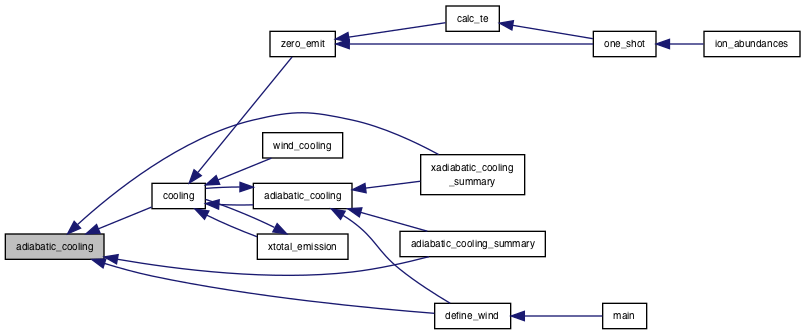 calc_te
zero_emit
one_shot
ion_abundances
wind_cooling
xadiabatic_cooling
_summary
cooling
adiabatic_cooling
adiabatic_cooling
xtotal_emission
adiabatic_cooling_summary
define_wind
main